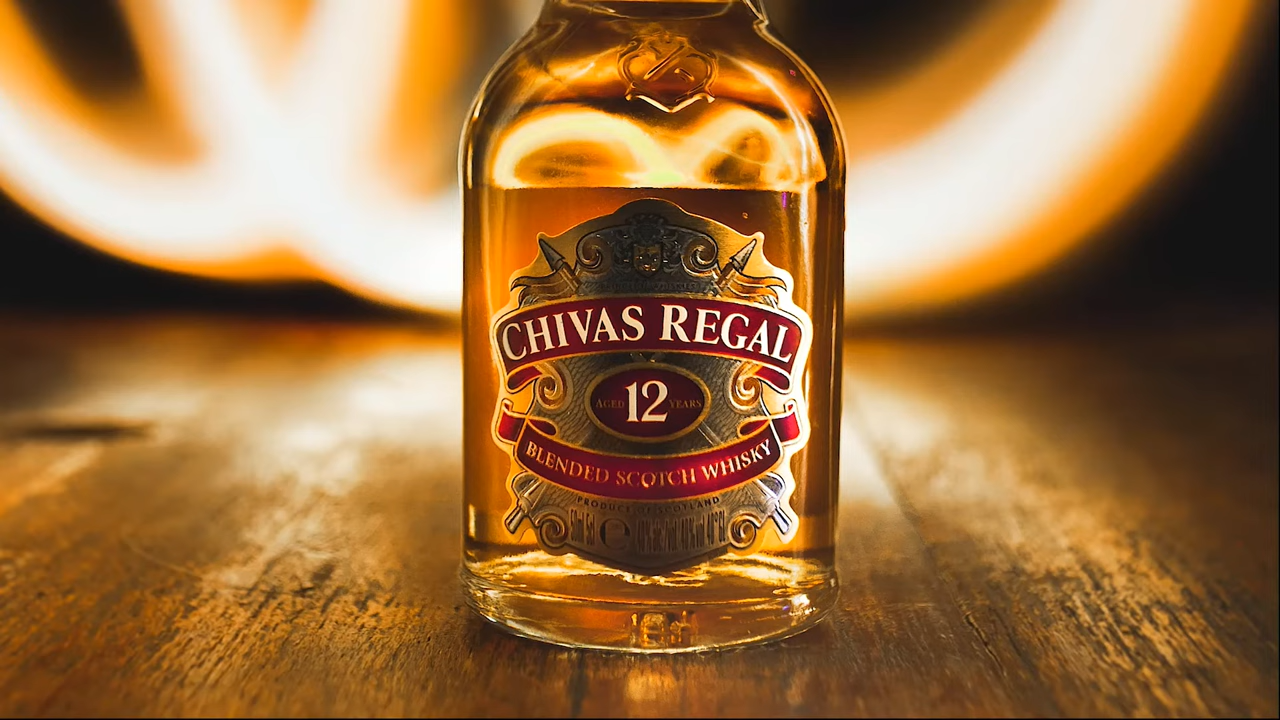 CHIVAS REGAL
AGED 12 YEARS
BLENDED SCOTCH WHISKY
PRODUCT OF SCOTLAND